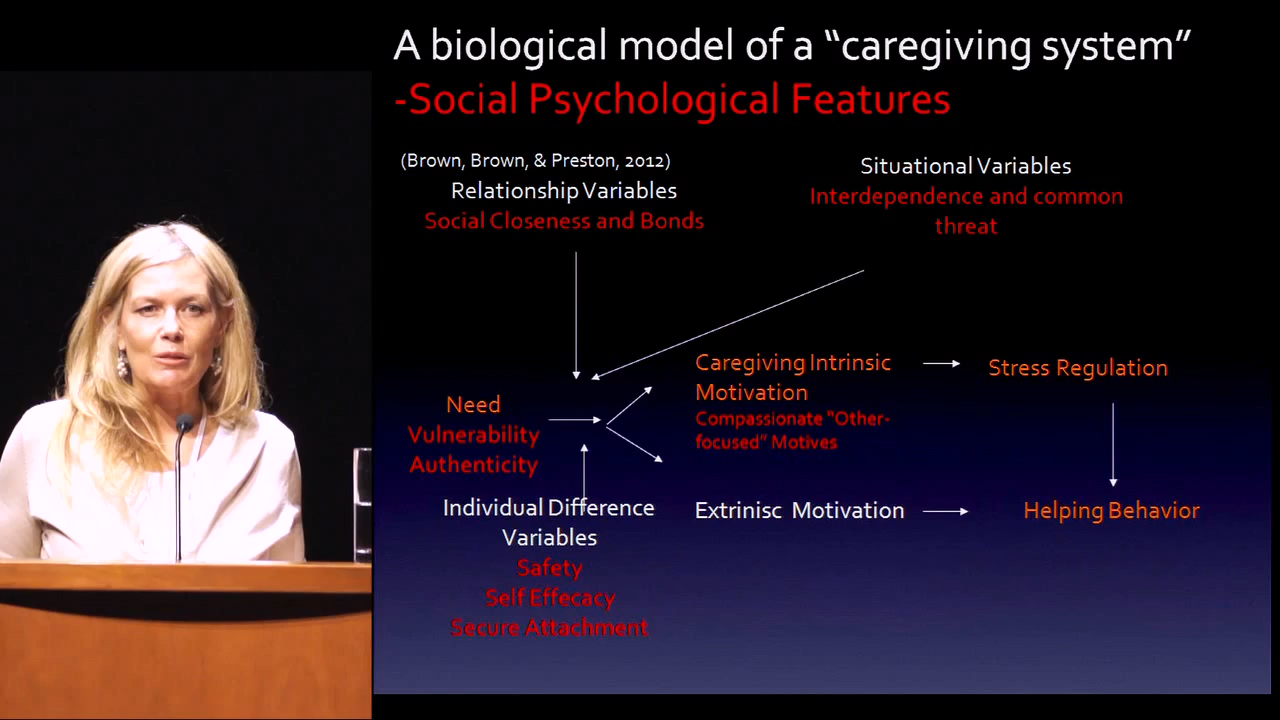 A biological model of a “caregiving system”
-Social Psychological Features
(Brown, Brown, & Preston, 2012)
Relationship Variables
Social Closeness and Bonds
Situational Variables
Interdependence and common
threat
Need
Vulnerability
Authenticity
Caregiving Intrinsic
Motivation
Compassionate "Other-
focused” Motives
Stress Regulation
Individual Difference
Variables
Safety
Self Effecacy
Secure Attachment
Extrinisc Motivation
Helping Behavior